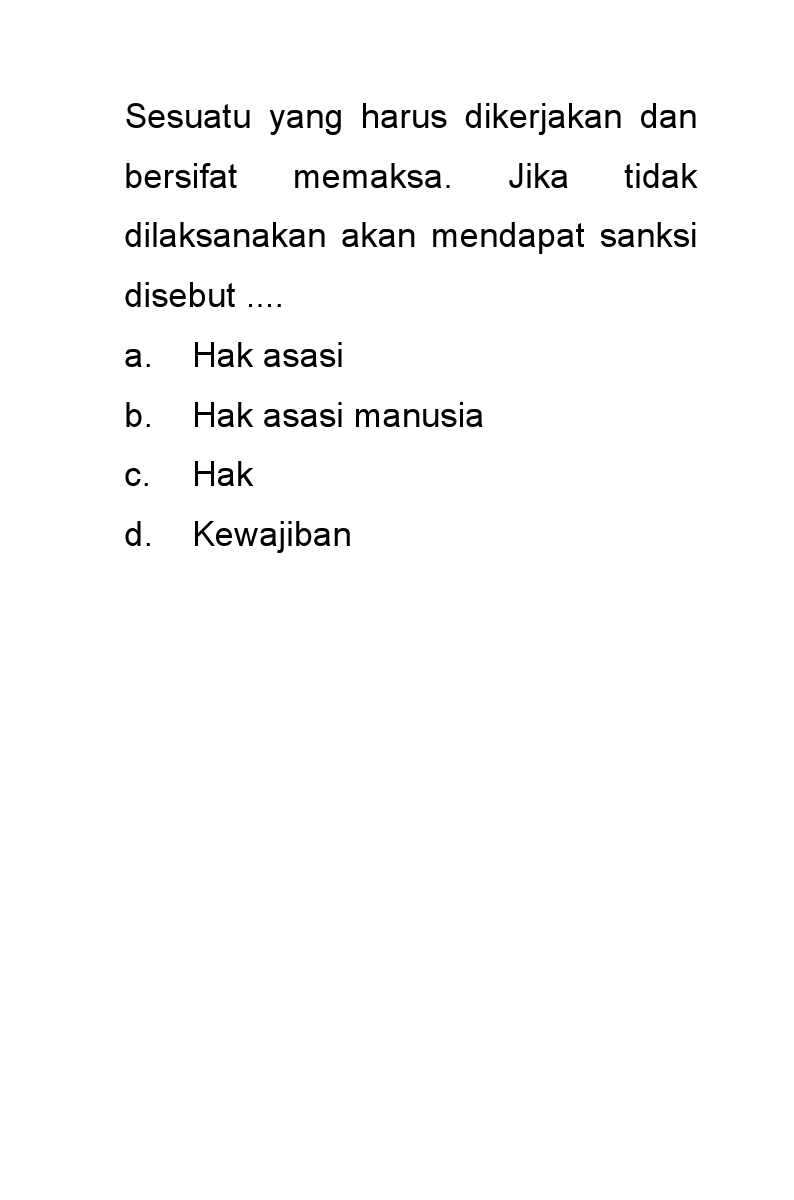 Sesuatu yang harus dikerjakan dan
bersifat memaksa. Jika tidak
dilaksanakan akan mendapat sanksi
disebut ....
a. Hak asasi
b. Hak asasi manusia
c. Hak
d. Kewajiban